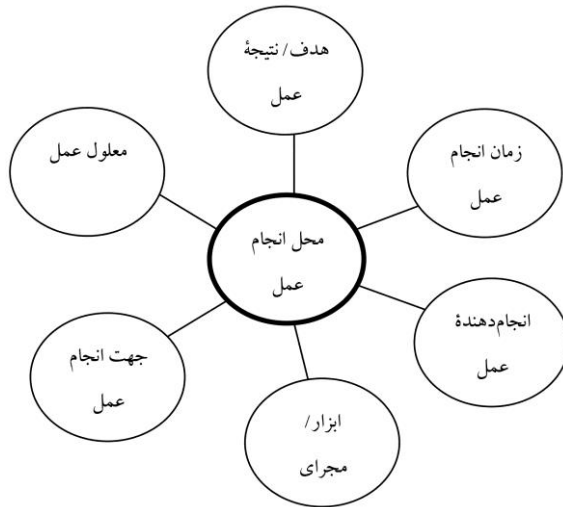 هدف/ نتیجهٔ
عمل
زمان انجام
عمل
معلول عمل
محل انجام
عمل
انجام‌دهندهٔ
عمل
جهت انجام
عمل
ابزار/
مجرای